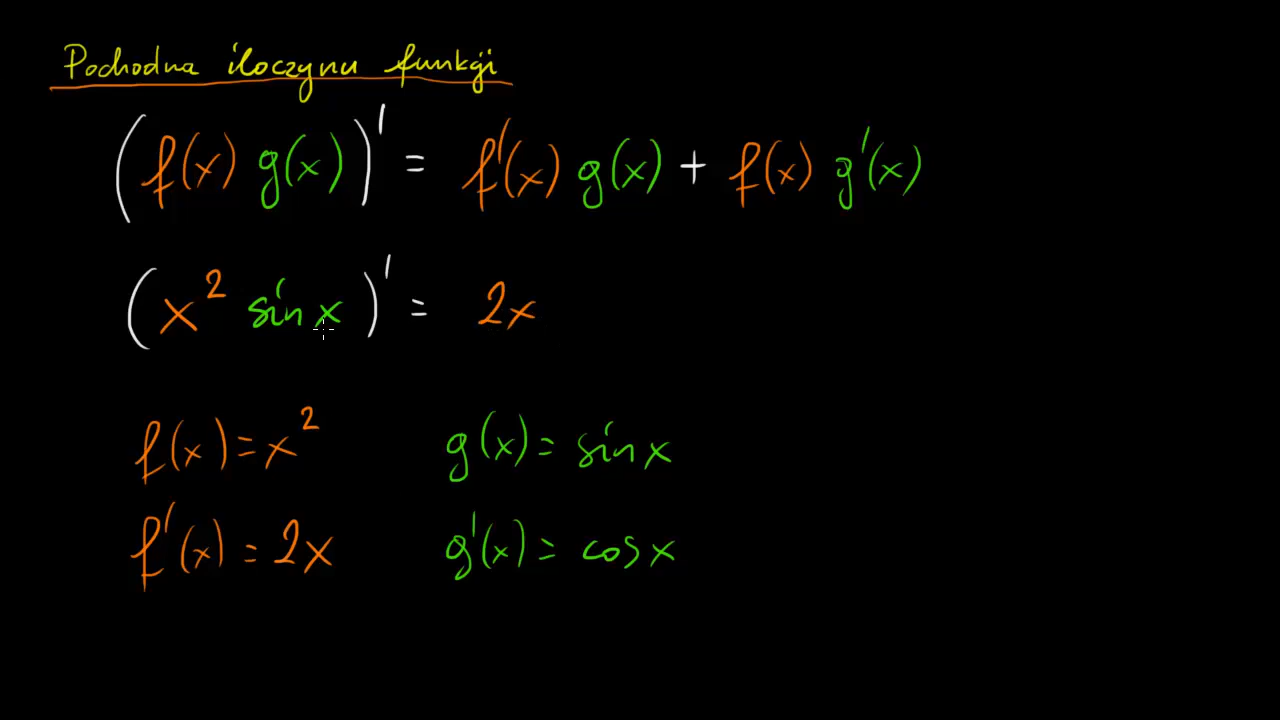 Pochodna iloczynu funkcji
(f(x) g(x))' = f'(x) g(x) + f(x) g'(x)
(x² sin x)' = 2x
f(x) = x² g(x) = sin x
f'(x) = 2x g'(x) = cos x